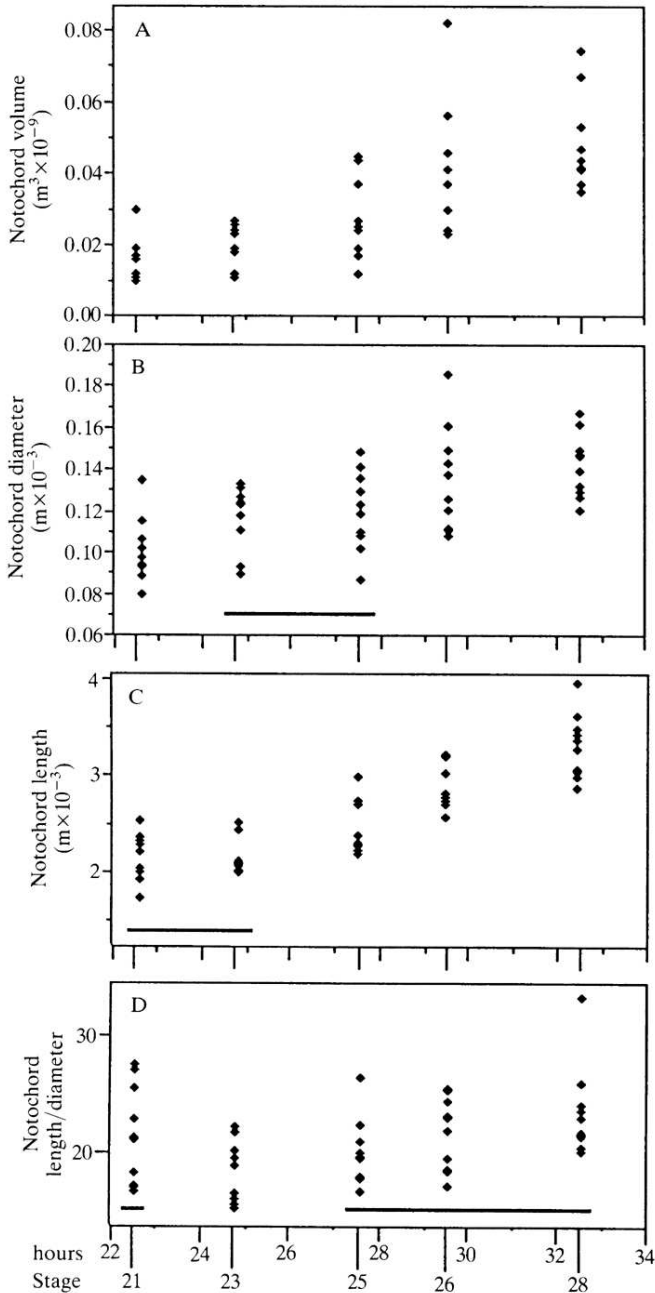 A
Notochord volume
(m³×10⁻⁹)
0.08
0.06
0.04
0.02
0.00
B
Notochord diameter
(m×10⁻³)
0.20
0.18
0.16
0.14
0.12
0.10
0.08
0.06
C
Notochord length
(m×10⁻³)
4
3
2
D
Notochord
length/diameter
30
20
hours
22 24 26 28 30 32 34
Stage 21 23 25 26 28